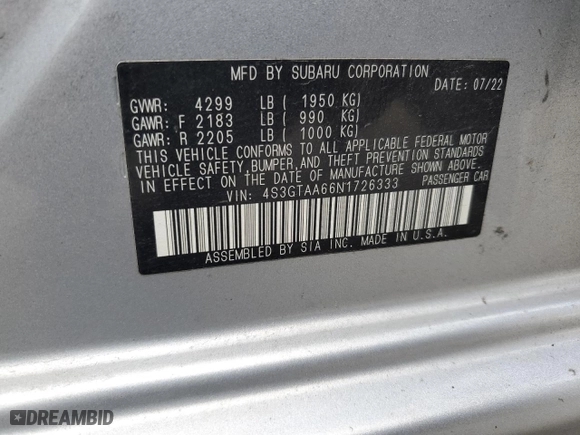 MFD BY SUBARU CORPORATION
DATE: 07/22
GVWR: 4299 LB ( 1950 KG)
GAWR: F 2183 LB ( 990 KG)
GAWR: R 2205 LB ( 1000 KG)
THIS VEHICLE CONFORMS TO ALL APPLICABLE FEDERAL MOTOR
VEHICLE SAFETY, BUMPER, AND THEFT PREVENTION STANDARDS
IN EFFECT ON THE DATE OF MANUFACTURE SHOWN ABOVE.
VIN: 4S3GTAA66N1726333 PASSENGER CAR
ASSEMBLED BY SIA INC. MADE IN U.S.A.
DREAMBID